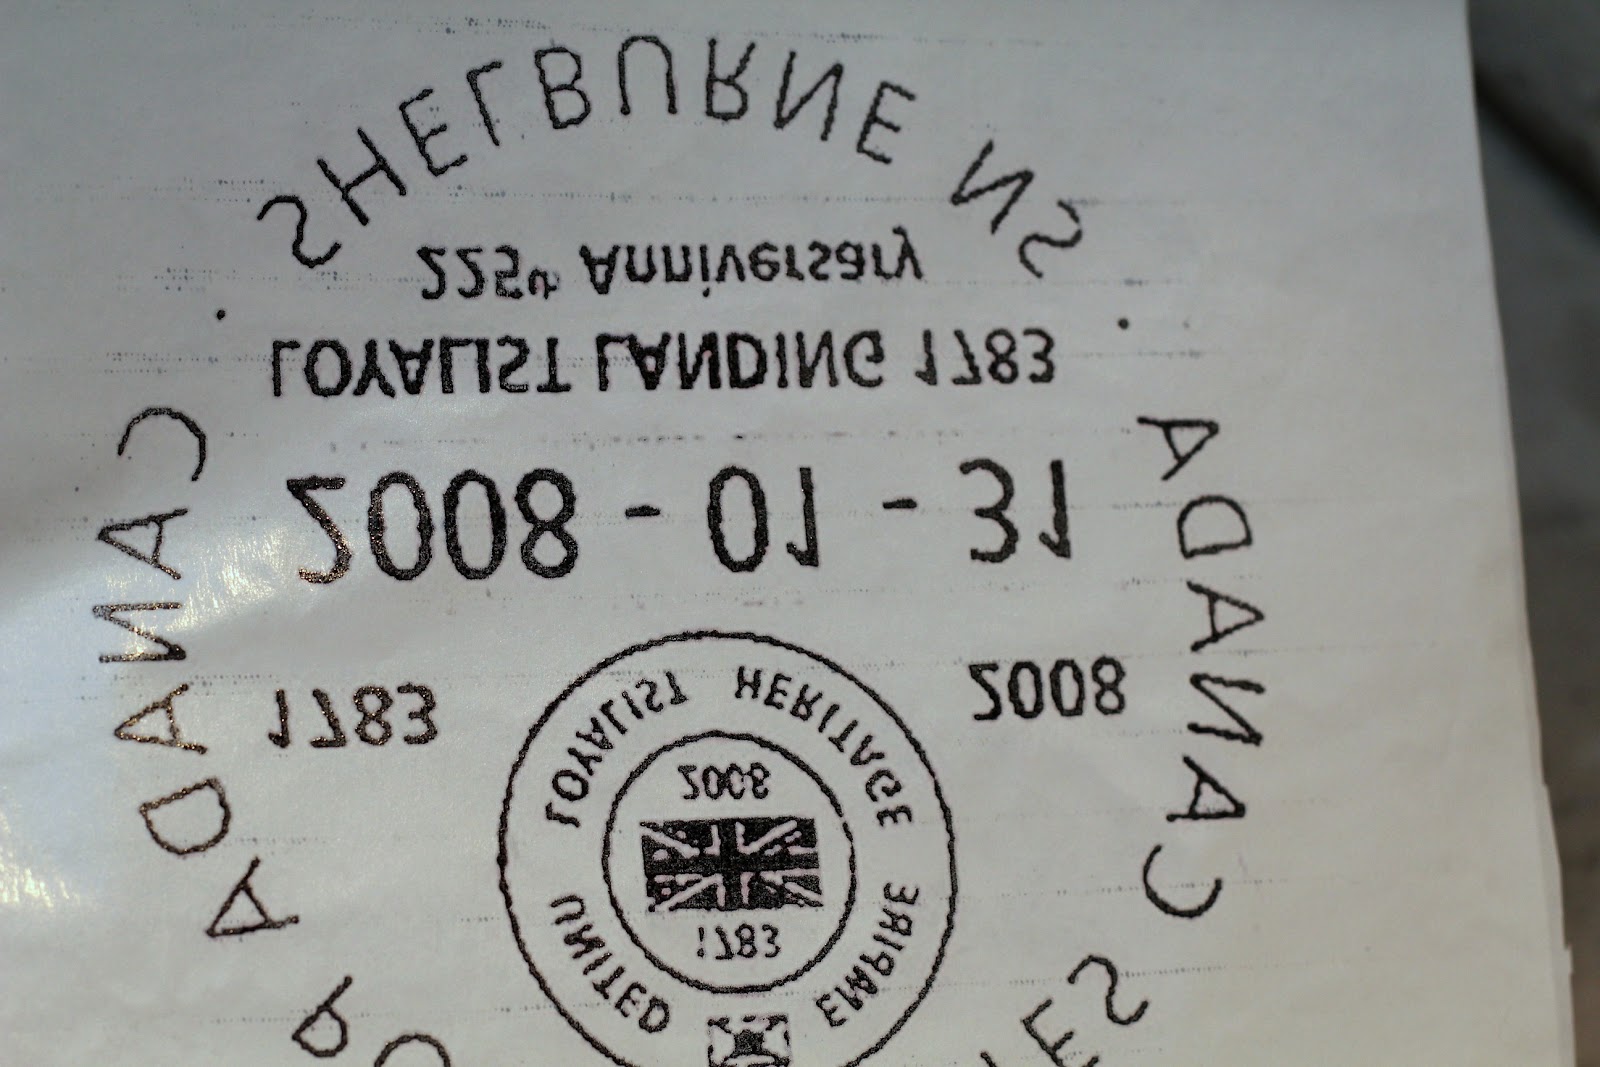 SHELBURNE NS
225th Anniversary
LOYALIST LANDING 1783
2008 - 01 - 31
CANADA
CANADA
1783
2008
LOYALIST HERITAGE
2008
1783
UNITED EMPIRE